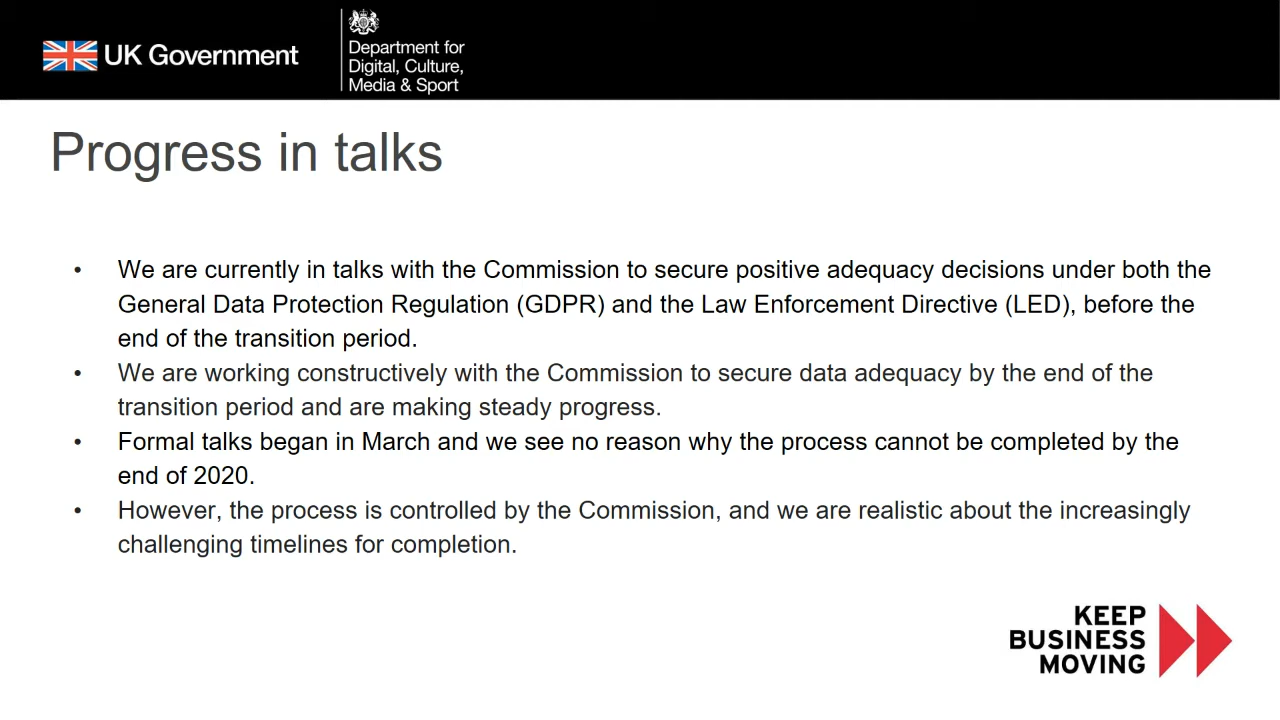 UK Government
Department for
Digital, Culture,
Media & Sport
Progress in talks
• We are currently in talks with the Commission to secure positive adequacy decisions under both the
General Data Protection Regulation (GDPR) and the Law Enforcement Directive (LED), before the
end of the transition period.
• We are working constructively with the Commission to secure data adequacy by the end of the
transition period and are making steady progress.
• Formal talks began in March and we see no reason why the process cannot be completed by the
end of 2020.
• However, the process is controlled by the Commission, and we are realistic about the increasingly
challenging timelines for completion.
KEEP
BUSINESS
MOVING